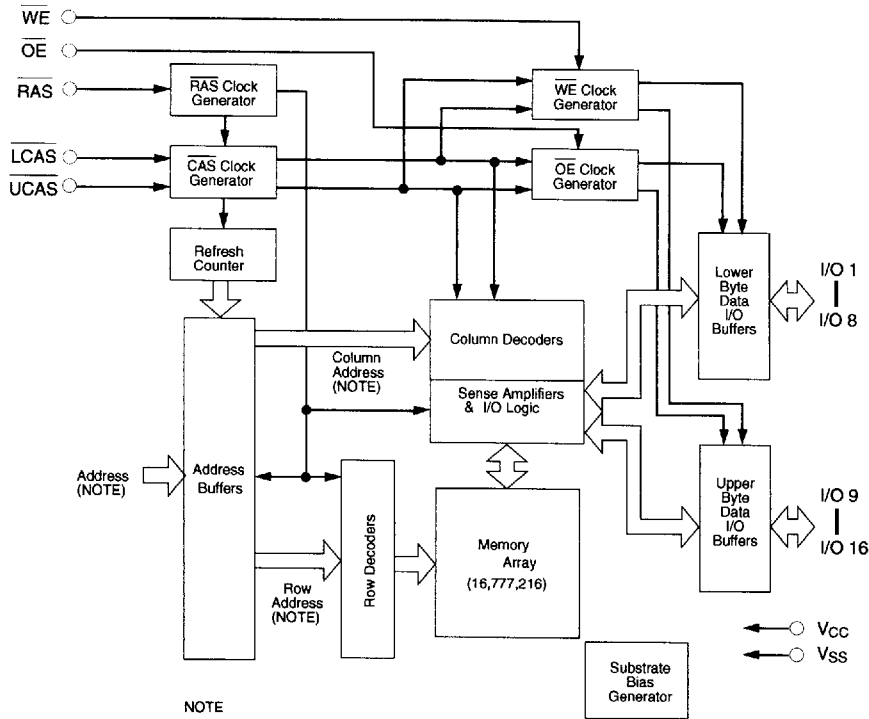 WE
OE
RAS
RAS Clock
Generator
WE Clock
Generator
LCAS
UCAS
CAS Clock
Generator
OE Clock
Generator
Refresh
Counter
Lower
Byte
Data
I/O
Buffers
I/O 1
I/O 8
Column Decoders
Column
Address
(NOTE)
Sense Amplifiers
& I/O Logic
Address
(NOTE)
Address
Buffers
Row Decoders
Row
Address
(NOTE)
Memory
Array
(16,777,216)
Upper
Byte
Data
I/O
Buffers
I/O 9
I/O 16
VCC
VSS
Substrate
Bias
Generator
NOTE